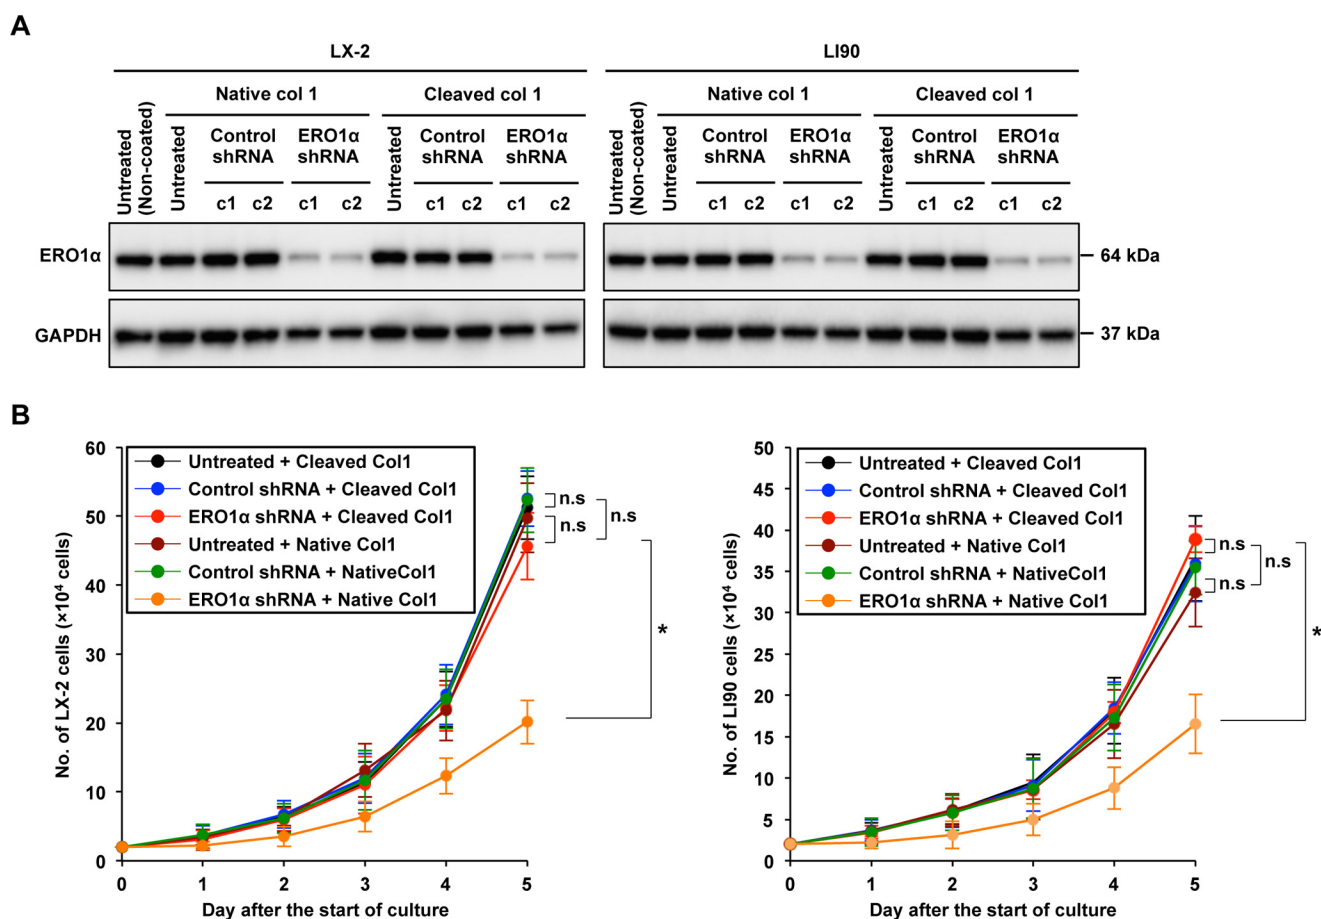 A
LX-2
LI90
Native col 1
Cleaved col 1
Native col 1
Cleaved col 1
Untreated
(Non-coated)
Untreated
Control
shRNA
ERO1α
shRNA
Untreated
Control
shRNA
ERO1α
shRNA
Untreated
(Non-coated)
Untreated
Control
shRNA
ERO1α
shRNA
Untreated
Control
shRNA
ERO1α
shRNA
c1 c2 c1 c2 c1 c2 c1 c2
c1 c2 c1 c2 c1 c2 c1 c2
ERO1α
64 kDa
GAPDH
37 kDa
B
No. of LX-2 cells (×10⁴ cells)
60
50
40
30
20
10
0
Untreated + Cleaved Col1
Control shRNA + Cleaved Col1
ERO1α shRNA + Cleaved Col1
Untreated + Native Col1
Control shRNA + NativeCol1
ERO1α shRNA + Native Col1
n.s
n.s
n.s
*
0 1 2 3 4 5
Day after the start of culture
No. of LI90 cells (×10⁴ cells)
50
45
40
35
30
25
20
15
10
5
0
Untreated + Cleaved Col1
Control shRNA + Cleaved Col1
ERO1α shRNA + Cleaved Col1
Untreated + Native Col1
Control shRNA + NativeCol1
ERO1α shRNA + Native Col1
n.s
n.s
n.s
*
0 1 2 3 4 5
Day after the start of culture